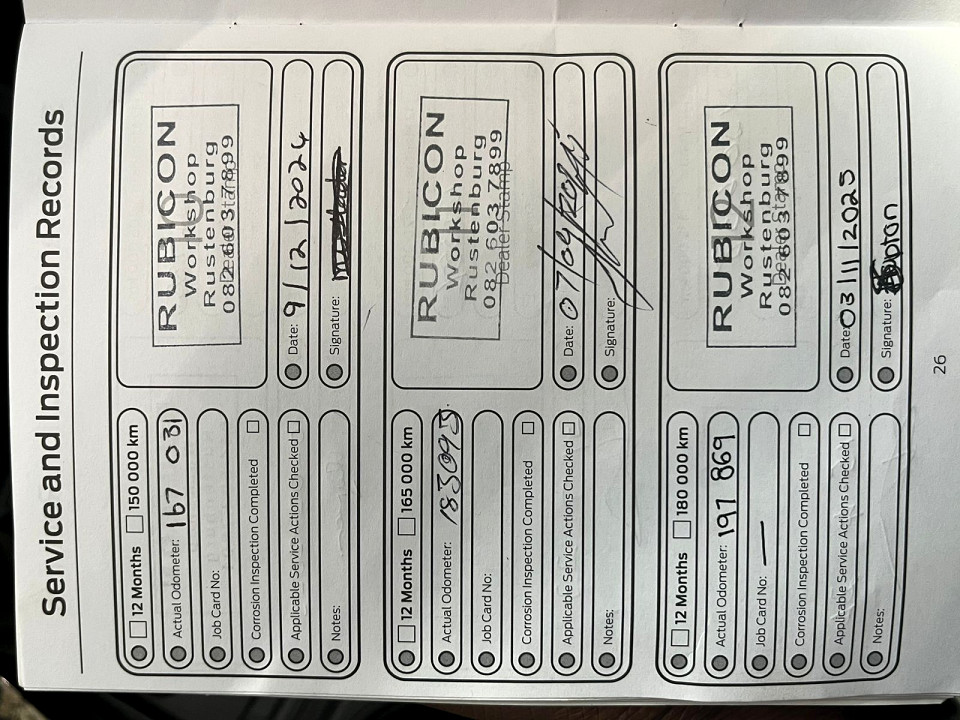 Service and Inspection Records
12 Months 150 000 km
Actual Odometer: 167 031
Job Card No:
Corrosion Inspection Completed
Applicable Service Actions Checked
Notes:
RUBICON
Workshop
Rustenburg
082 603 7899
Dealer Stamp
Date: 9/12/2024
Signature:
12 Months 165 000 km
Actual Odometer: 183095
Job Card No:
Corrosion Inspection Completed
Applicable Service Actions Checked
Notes:
RUBICON
Workshop
Rustenburg
082 603 7899
Dealer Stamp
Date:
Signature:
12 Months 180 000 km
Actual Odometer: 197 869
Job Card No: —
Corrosion Inspection Completed
Applicable Service Actions Checked
Notes:
RUBICON
Workshop
Rustenburg
082 603 7899
Dealer Stamp
Date: 03/11/2025
Signature:
26